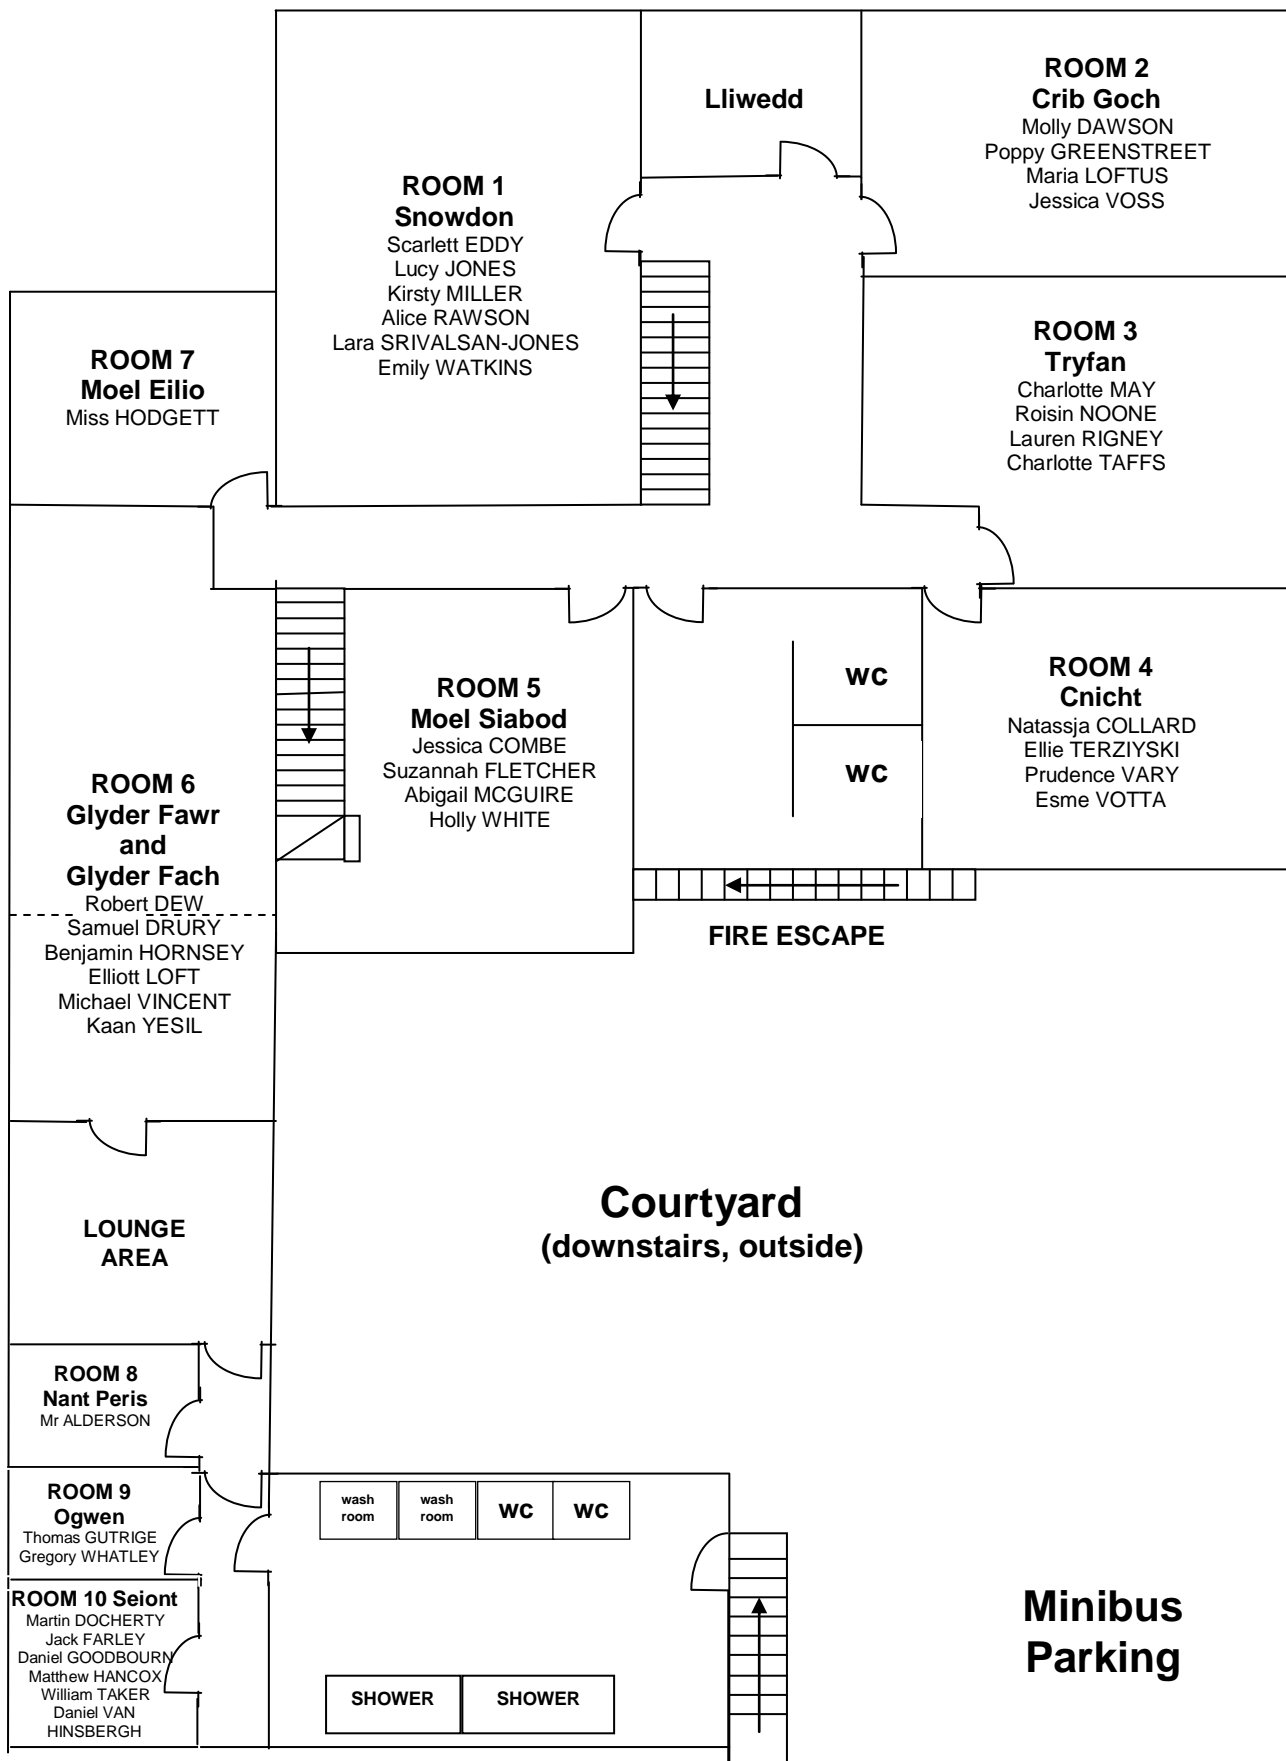 Lliwedd
ROOM 2
Crib Goch
Molly DAWSON
Poppy GREENSTREET
Maria LOFTUS
Jessica VOSS
ROOM 1
Snowdon
Scarlett EDDY
Lucy JONES
Kirsty MILLER
Alice RAWSON
Lara SRIVALSAN-JONES
Emily WATKINS
ROOM 3
Tryfan
Charlotte MAY
Roisin NOONE
Lauren RIGNEY
Charlotte TAFFS
ROOM 7
Moel Eilio
Miss HODGETT
ROOM 5
Moel Siabod
Jessica COMBE
Suzannah FLETCHER
Abigail MCGUIRE
Holly WHITE
WC
WC
ROOM 4
Cnicht
Natassja COLLARD
Ellie TERZIYSKI
Prudence VARY
Esme VOTTA
ROOM 6
Glyder Fawr
and
Glyder Fach
Robert DEW
Samuel DRURY
Benjamin HORNSEY
Elliott LOFT
Michael VINCENT
Kaan YESIL
FIRE ESCAPE
Courtyard
(downstairs, outside)
LOUNGE
AREA
ROOM 8
Nant Peris
Mr ALDERSON
ROOM 9
Ogwen
Thomas GUTRIGE
Gregory WHATLEY
wash
room
wash
room
WC
WC
ROOM 10 Seiont
Martin DOCHERTY
Jack FARLEY
Daniel GOODBOURN
Matthew HANCOX
William TAKER
Daniel VAN
HINSBERGH
SHOWER
SHOWER
Minibus
Parking